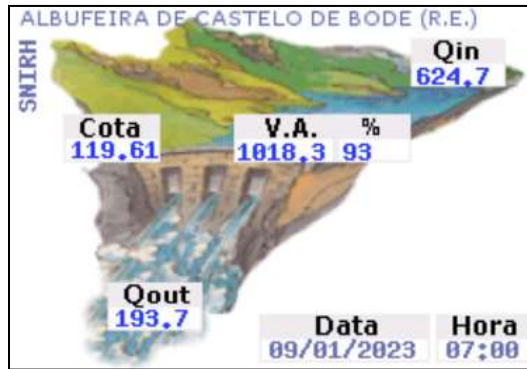 ALBUFEIRA DE CASTELO DE BODE (R.E.)
SNIRH
Qin
624.7
Cota V.A. %
119.61 1018.3 93
Qout
193.7
Data Hora
09/01/2023 07:00